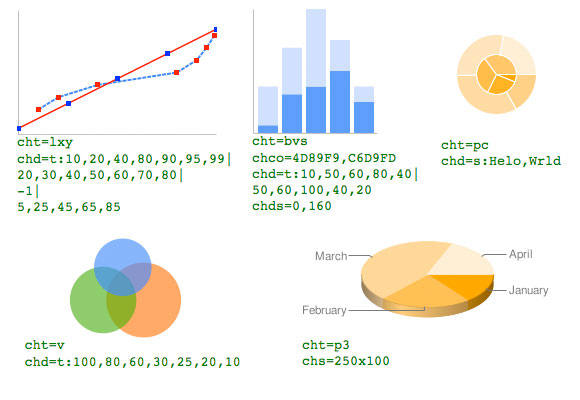 cht=lxy
chd=t:10,20,40,80,90,95,99|
20,30,40,50,60,70,80|
-1|
5,25,45,65,85
cht=bvs
chco=4D89F9,C6D9FD
chd=t:10,50,60,80,40|
50,60,100,40,20
chds=0,160
cht=pc
chd=s:Helo,Wrld
cht=v
chd=t:100,80,60,30,25,20,10
March
April
January
February
cht=p3
chs=250x100